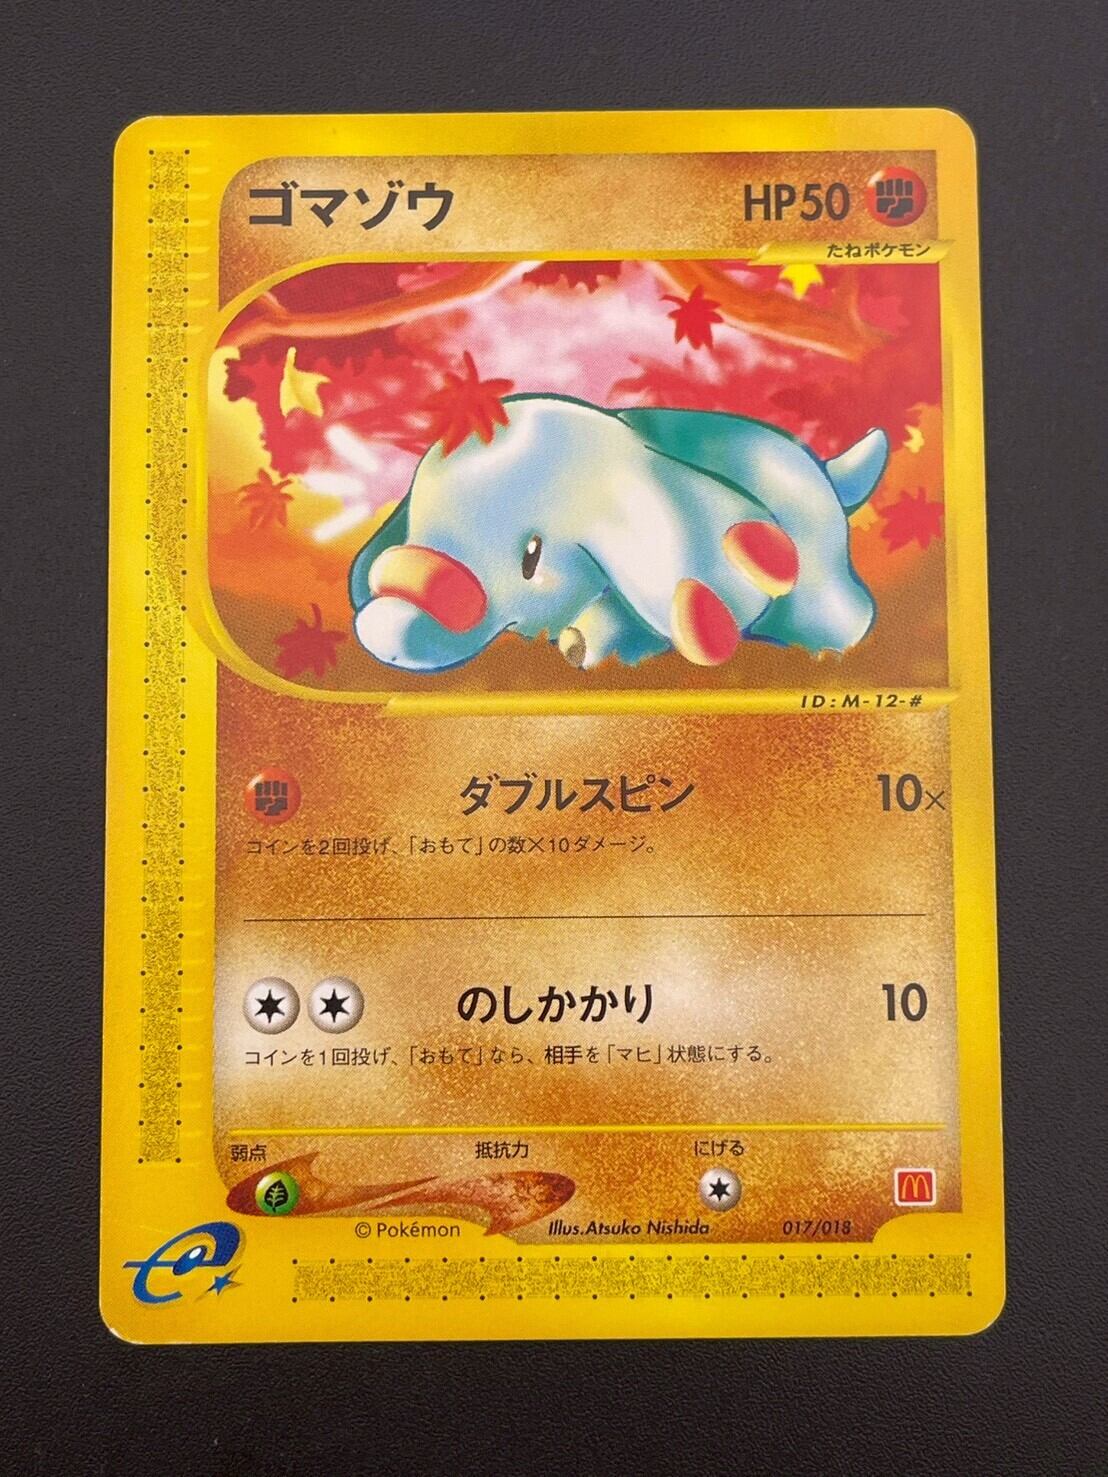 ゴマゾウ HP50
たねポケモン
ID:M-12-#
ダブルスピン 10×
コインを2回投げ、「おもて」の数×10ダメージ。
のしかかり 10
コインを1回投げ、「おもて」なら、相手を「マヒ」状態にする。
弱点 抵抗力 にげる
© Pokémon Illus.Atsuko Nishida 017/018